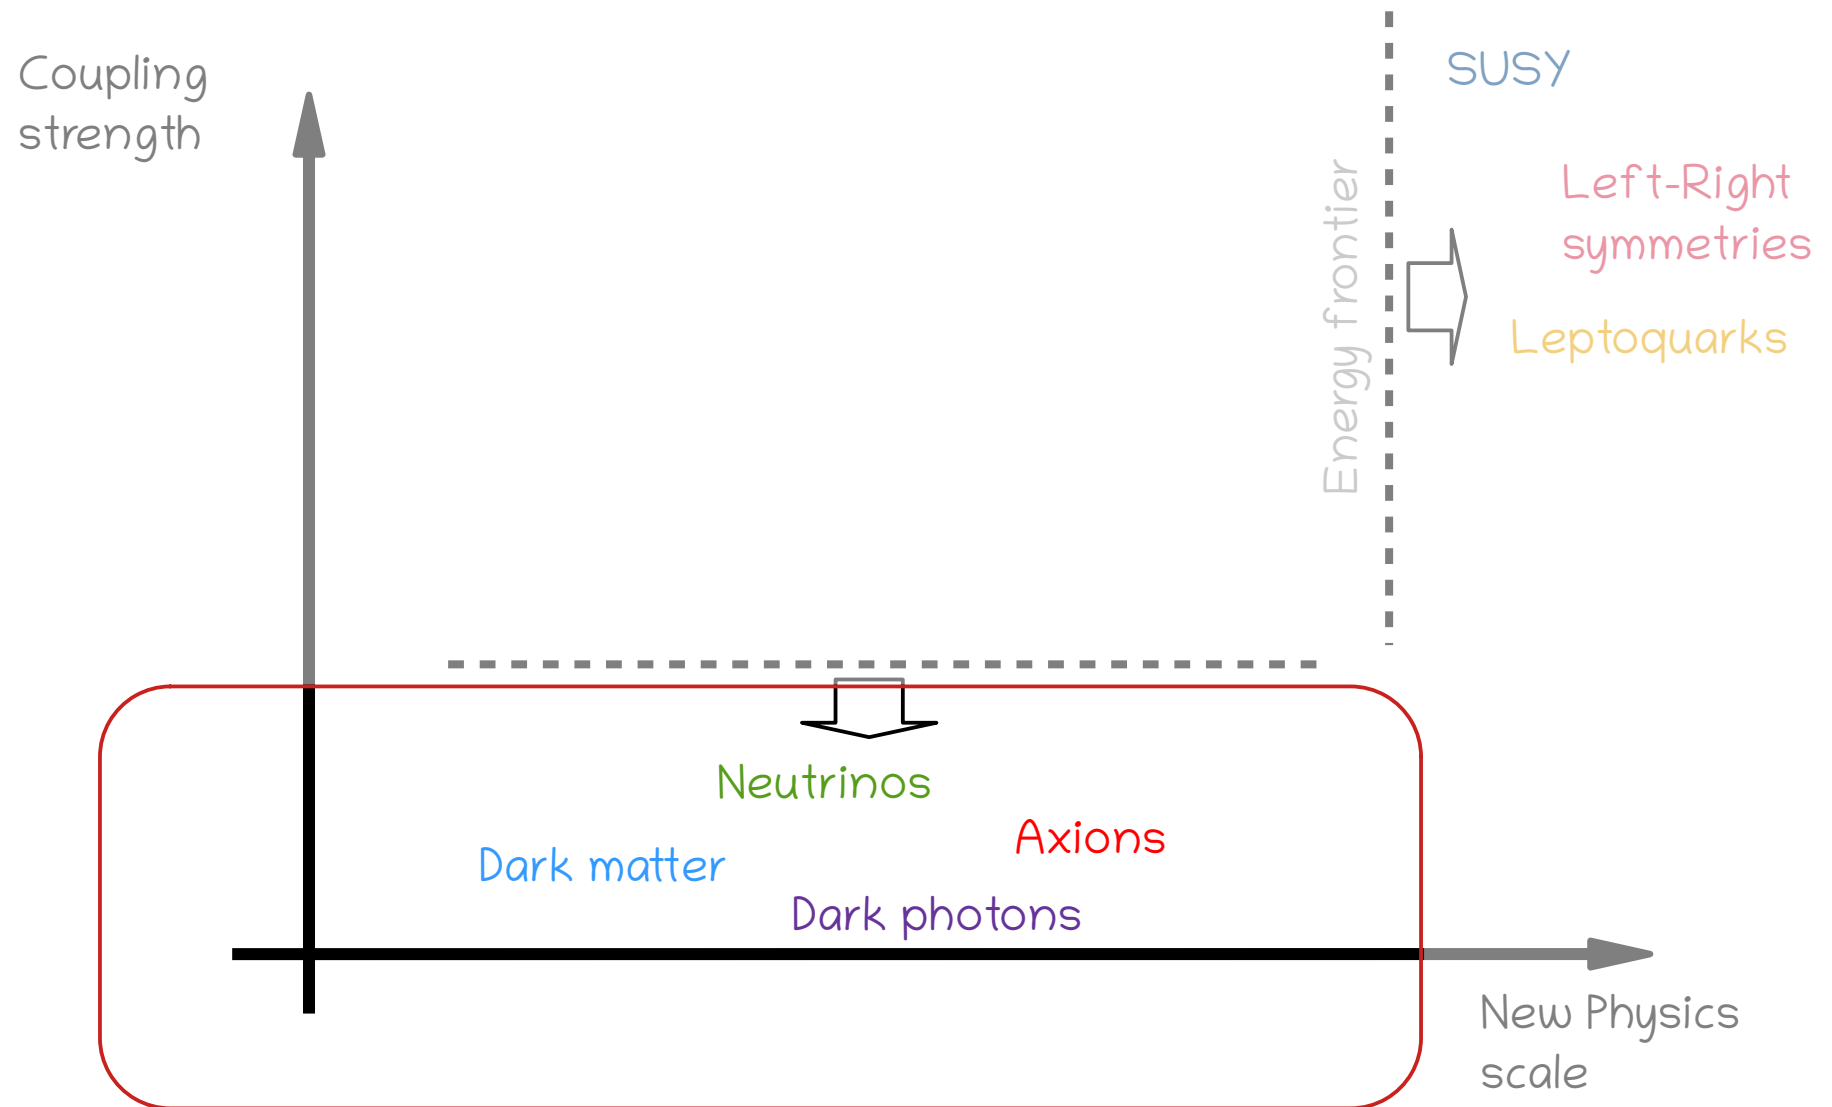 Coupling
strength
SUSY
Left-Right
symmetries
Energy frontier
Leptoquarks
Neutrinos
Axions
Dark matter
Dark photons
New Physics
scale